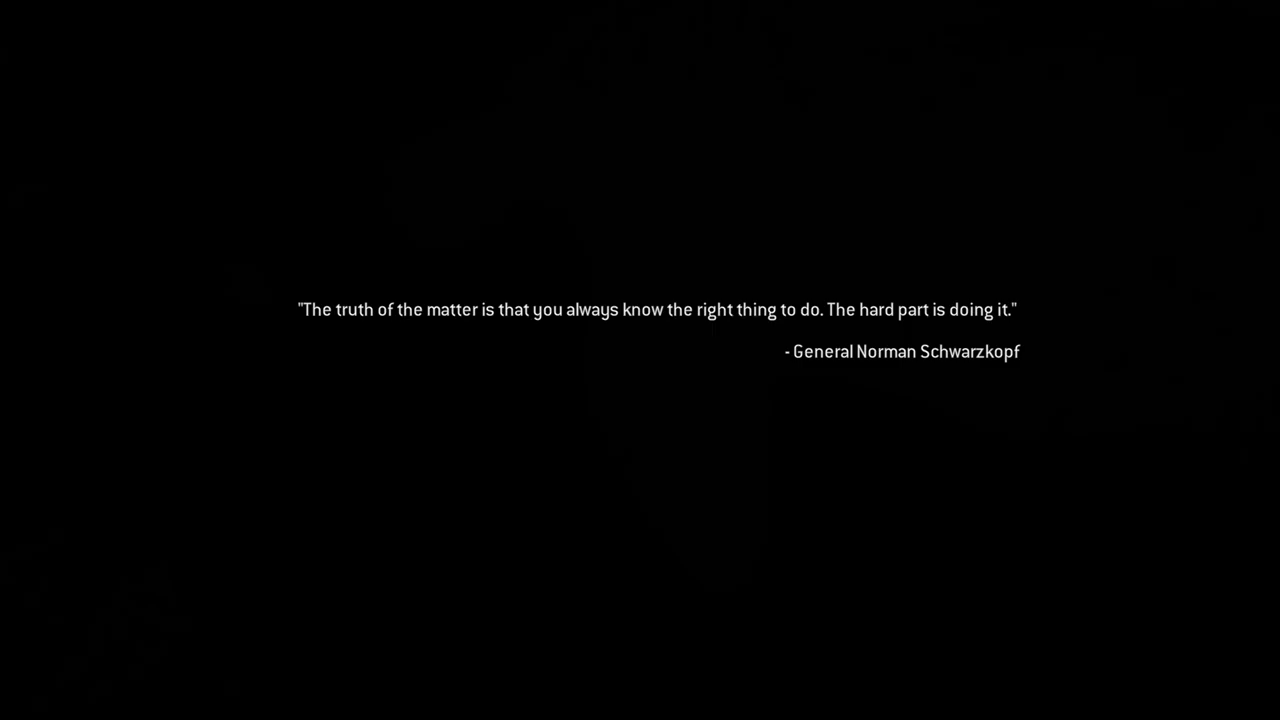 "The truth of the matter is that you always know the right thing to do. The hard part is doing it."
- General Norman Schwarzkopf